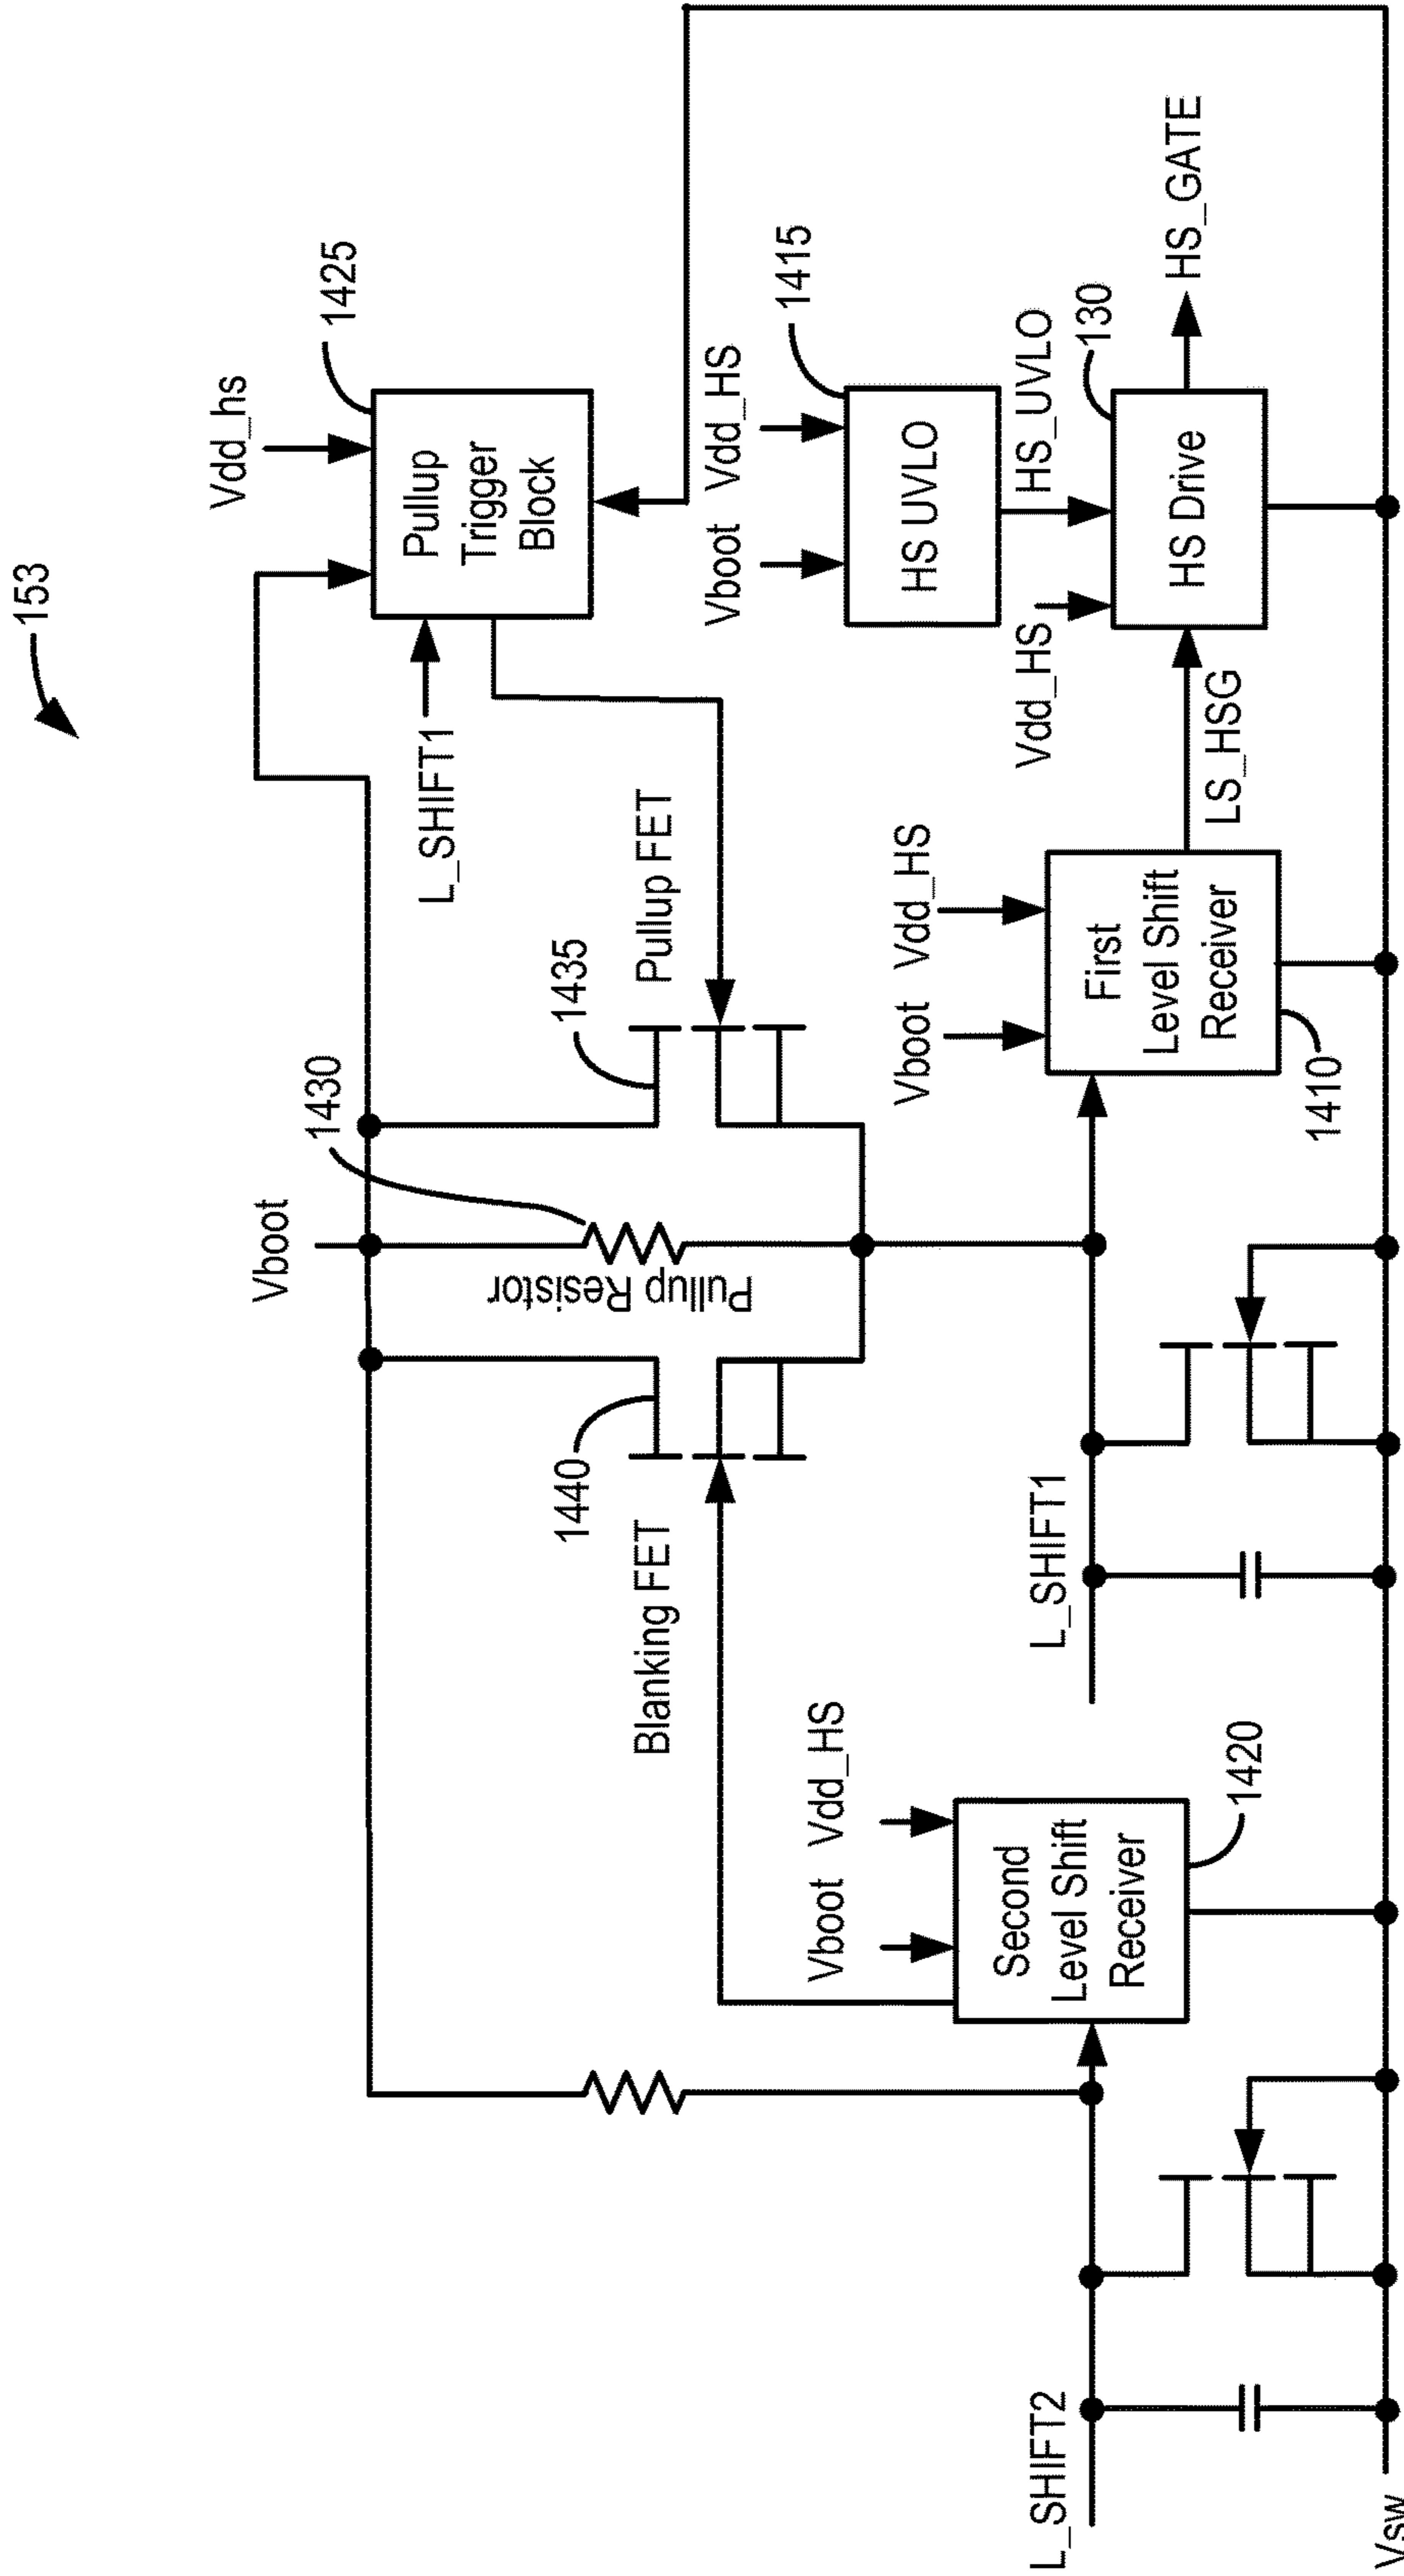 153
Vdd_hs
1425
Pullup
Trigger
Block
L_SHIFT1
Vboot
1430
Pullup Resistor
1435
Pullup FET
1440
Blanking FET
Vboot
Vdd_HS
1415
HS UVLO
HS_UVLO
Vdd_HS
130
HS Drive
HS_GATE
LS_HSG
Vboot
Vdd_HS
First
Level Shift
Receiver
1410
L_SHIFT1
Vboot
Vdd_HS
Second
Level Shift
Receiver
1420
L_SHIFT2
Vsw